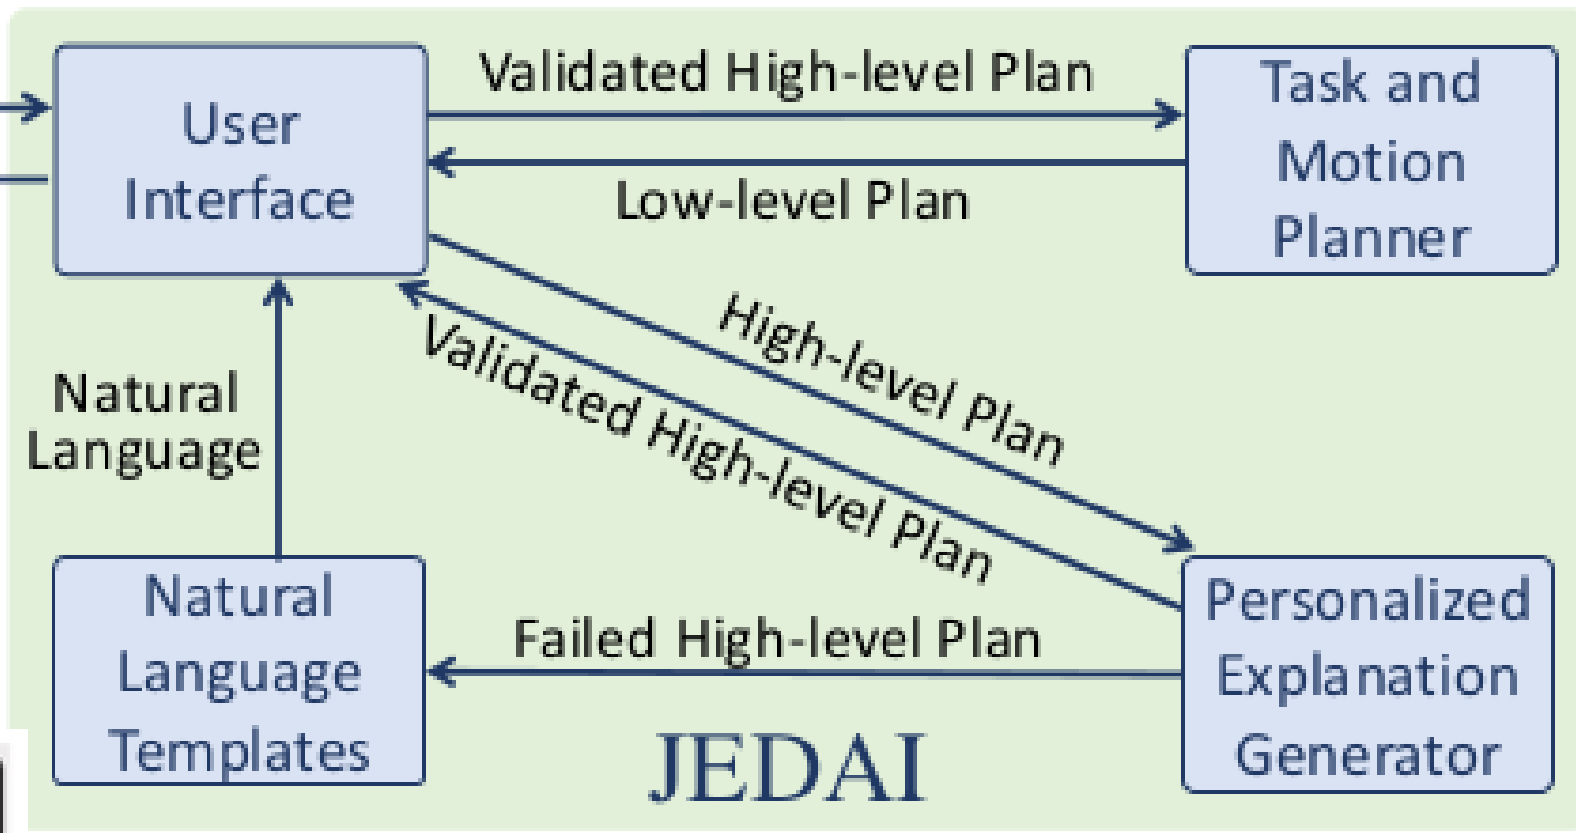 User
Interface
Validated High-level Plan
Low-level Plan
Task and
Motion
Planner
High-level Plan
Validated High-level Plan
Natural
Language
Natural
Language
Templates
Failed High-level Plan
Personalized
Explanation
Generator
JEDAI